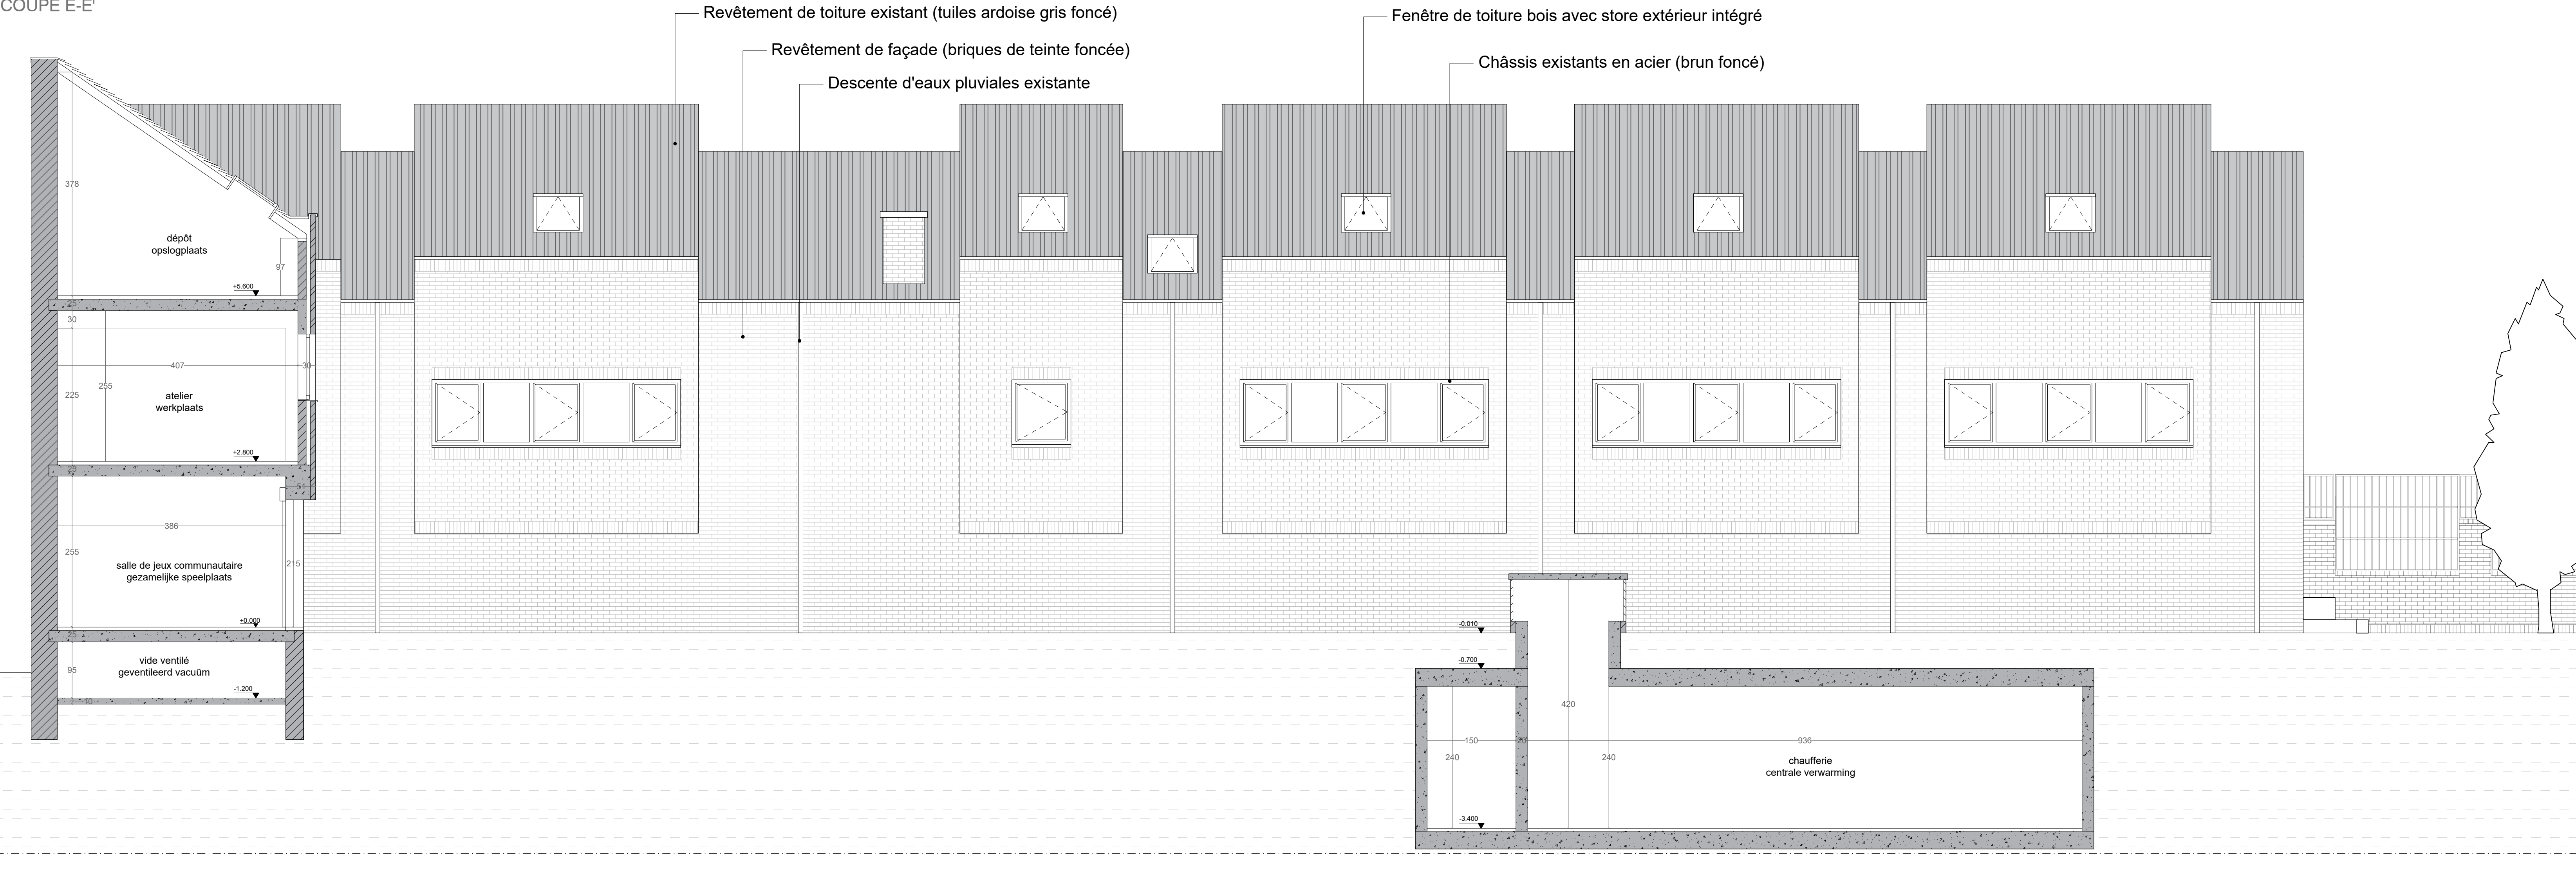 COUPE E-E'
Revêtement de toiture existant (tuiles ardoise gris foncé)
Fenêtre de toiture bois avec store extérieur intégré
Revêtement de façade (briques de teinte foncée)
Châssis existants en acier (brun foncé)
Descente d'eaux pluviales existante
378
dépôt
opslogplaats
97
+5.600
25
30
407
30
255
225
atelier
werkplaats
+2.800
25
51
386
255
215
salle de jeux communautaire
gezamelijke speelplaats
+0.000
25
vide ventilé
geventileerd vacuüm
95
-1.200
10
-0.010
-0.700
420
150
20
936
240
240
chaufferie
centrale verwarming
-3.400